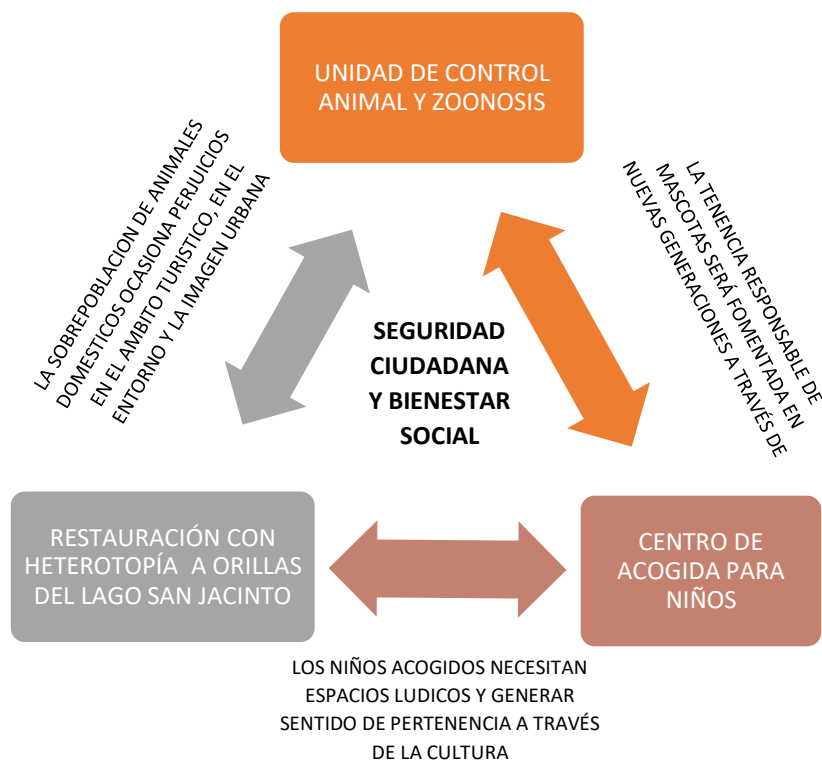 UNIDAD DE CONTROL
ANIMAL Y ZOONOSIS
LA SOBREPOBLACION DE ANIMALES
DOMESTICOS OCASIONA PERJUICIOS
EN EL AMBITO TURISTICO, EN EL
ENTORNO Y LA IMAGEN URBANA
LA TENENCIA RESPONSABLE DE
MASCOTAS SERÁ FOMENTADA EN
NUEVAS GENERACIONES A TRAVÉS DE
SEGURIDAD
CIUDADANA
Y BIENESTAR
SOCIAL
RESTAURACIÓN CON
HETEROTOPÍA A ORILLAS
DEL LAGO SAN JACINTO
CENTRO DE
ACOGIDA PARA
NIÑOS
LOS NIÑOS ACOGIDOS NECESITAN
ESPACIOS LUDICOS Y GENERAR
SENTIDO DE PERTENENCIA A TRAVÉS
DE LA CULTURA